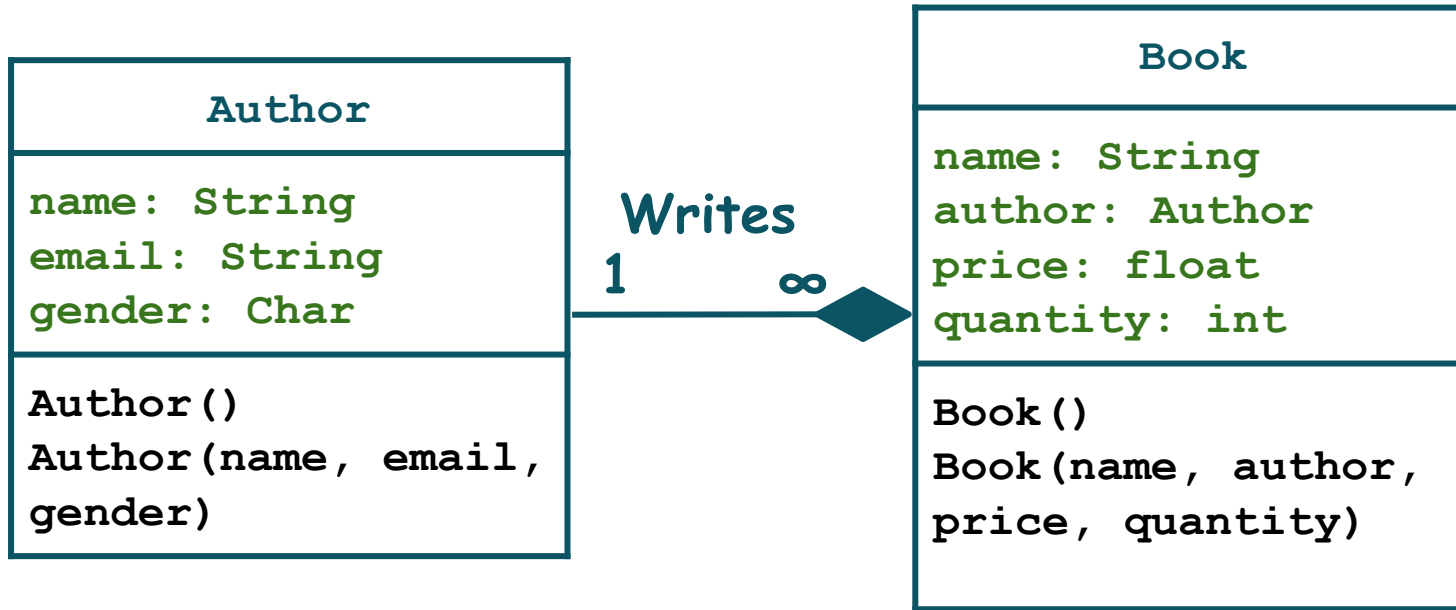 Author
name: String
email: String
gender: Char
Author()
Author(name, email,
gender)
Writes
1 ∞
Book
name: String
author: Author
price: float
quantity: int
Book()
Book(name, author,
price, quantity)